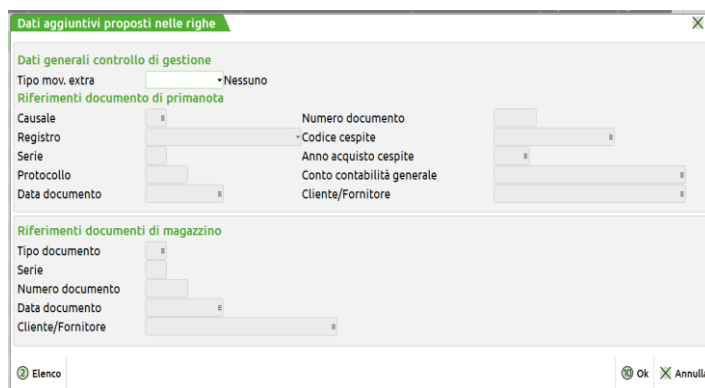 Dati aggiuntivi proposti nelle righe
Dati generali controllo di gestione
Tipo mov. extra Nessuno
Riferimenti documento di primanota
Causale Numero documento
Registro Codice cespite
Serie Anno acquisto cespite
Protocollo Conto contabilità generale
Data documento Cliente/Fornitore
Riferimenti documenti di magazzino
Tipo documento
Serie
Numero documento
Data documento
Cliente/Fornitore
2 Elenco 10 Ok Annulla